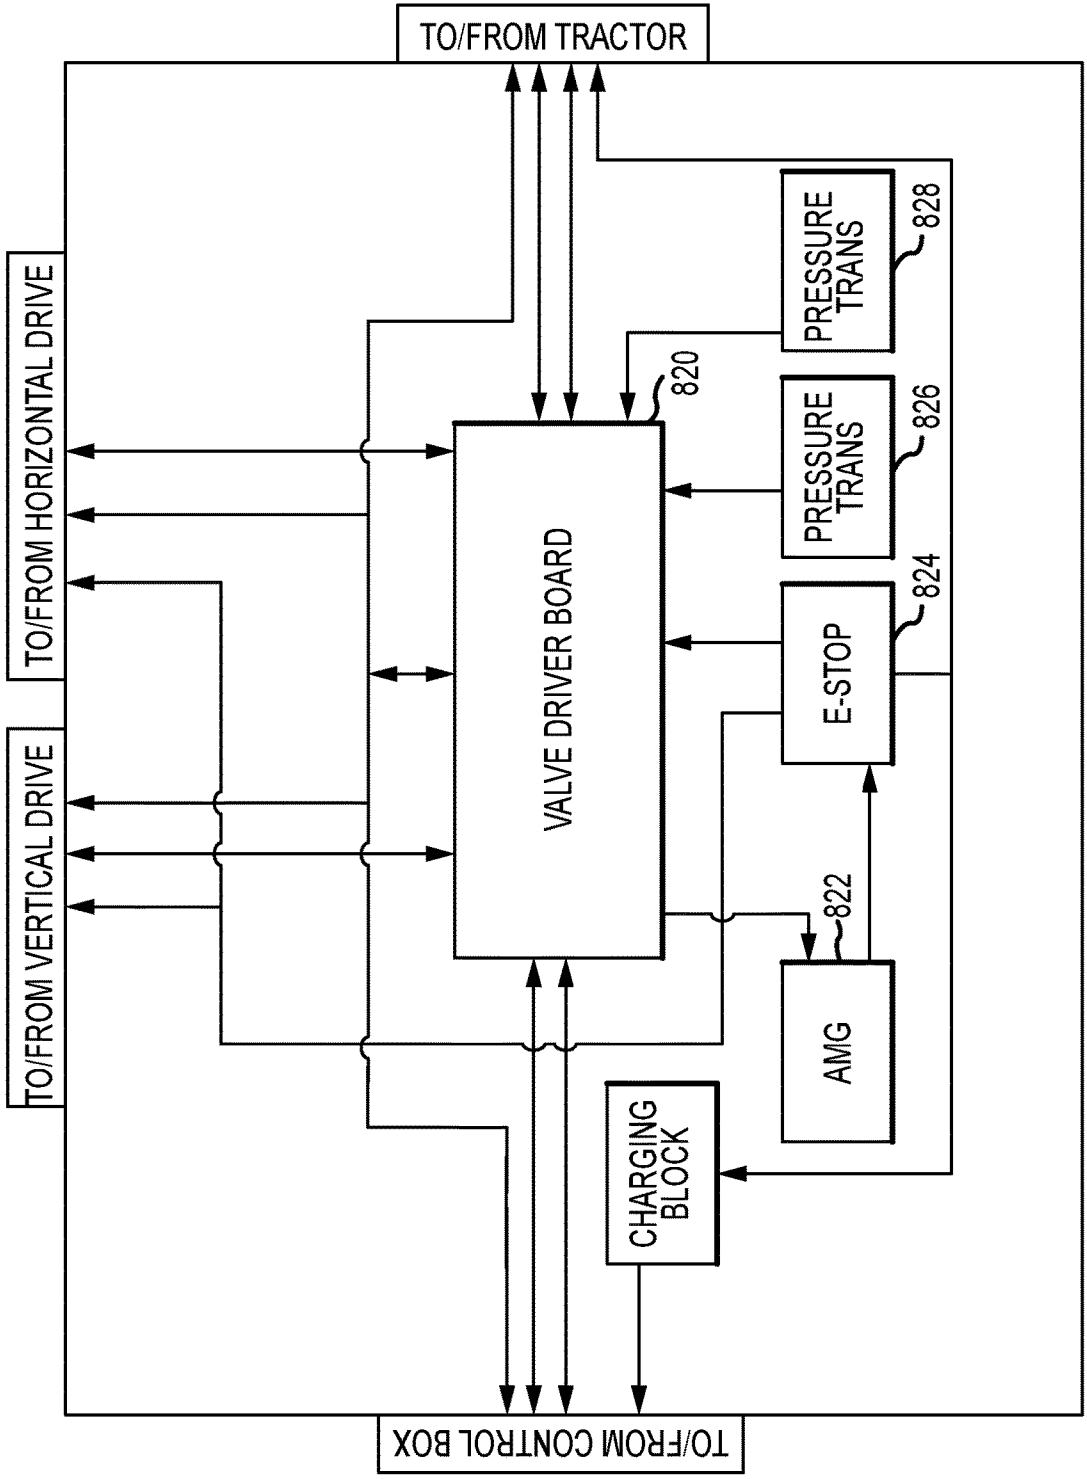 TO/FROM TRACTOR
TO/FROM HORIZONTAL DRIVE
TO/FROM VERTICAL DRIVE
828
PRESSURE
TRANS
820
826
PRESSURE
TRANS
VALVE DRIVER BOARD
824
E-STOP
822
AMG
CHARGING
BLOCK
TO/FROM CONTROL BOX